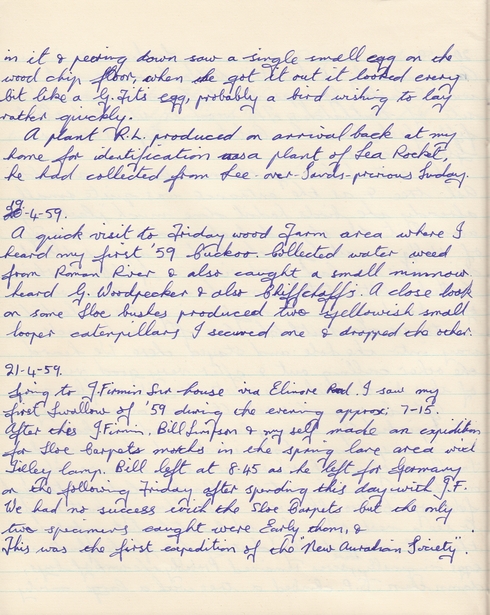 in it & peering down saw a single small egg on the
wood chip floor, when he got it out it looked every
bit like a G. Tits egg, probably a bird wishing to lay
rather quickly.
A plant R.L. produced on arrival back at my
home for identification was a plant of Sea Rocket,
he had collected from Lee-over-Sands previous Sunday.
19-4-59.
A quick visit to Friday wood Farm area where I
heard my first '59 Cuckoo. Collected water weed
from Roman River & also caught a small minnow
heard G. Woodpecker & also Chiffchaffs. A close look
on some Sloe bushes produced two yellowish small
looper caterpillars I secured one & dropped the other.
21-4-59.
to J. Firmin Snr house via Elinore Road. I saw my
first Swallow of '59 during the evening approx: 7-15.
After this J. Firmin. Bill Simpson & my self made an expedition
for Sloe Carpets moths in the spring lane area with
Tilley lamp. Bill left at 8.45 as he left for Germany
on the following Friday after spending this day with J.F.
We had no success with the Sloe Carpets but the only
two specimens caught were Early thorn, &
This was the first expedition of the "New Auralian Society".